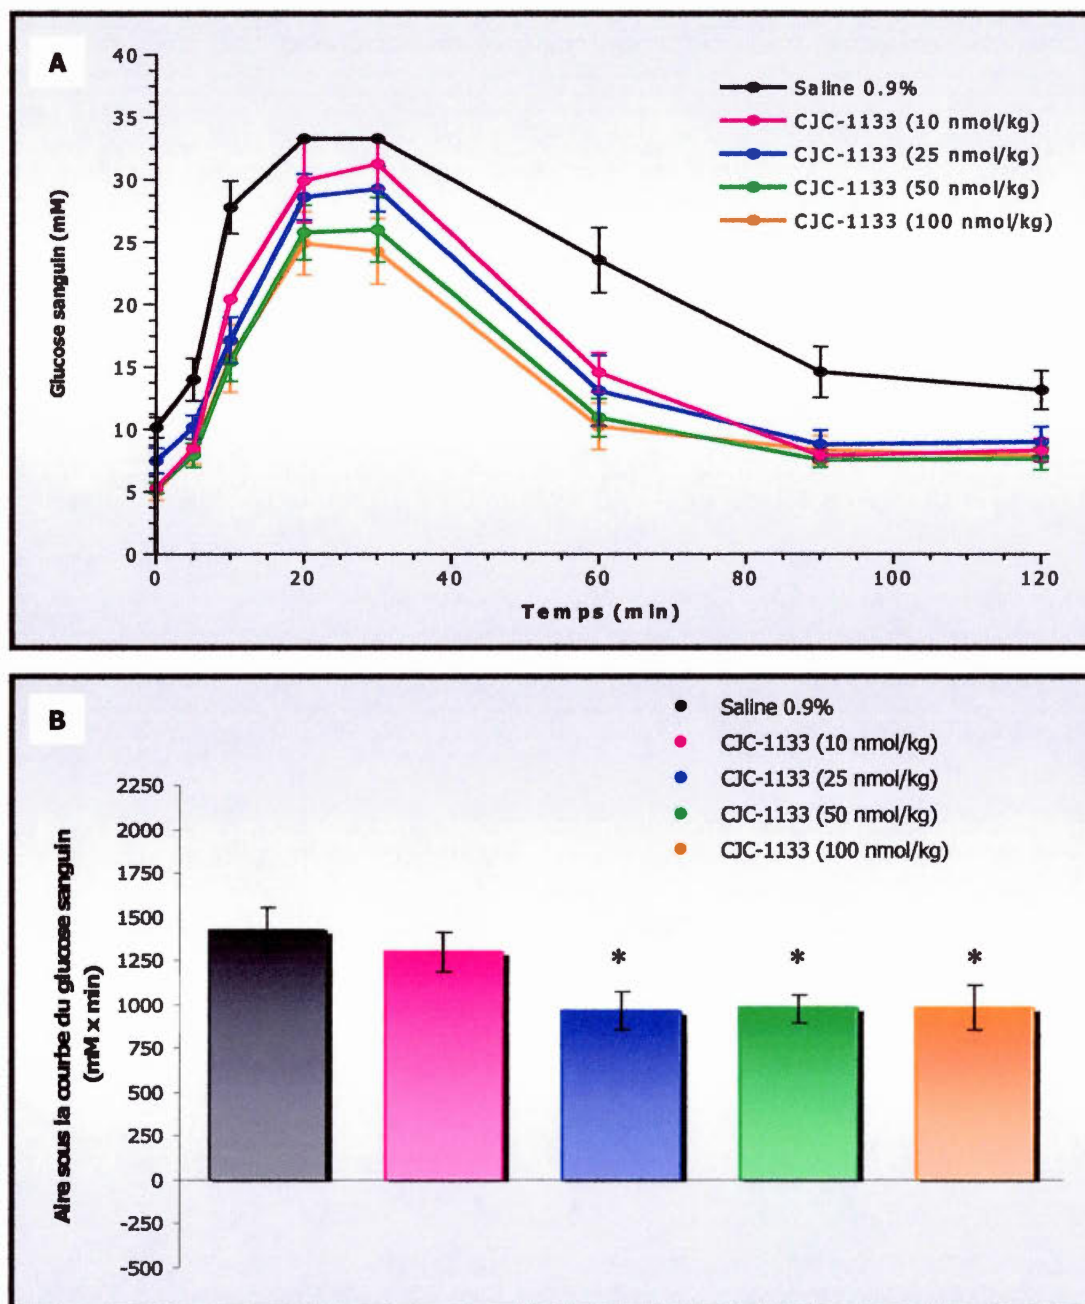 A
Glucose sanguin (mM)
40
35
30
25
20
15
10
5
0
0 20 40 60 80 100 120
Temps (min)
Saline 0.9%
CJC-1133 (10 nmol/kg)
CJC-1133 (25 nmol/kg)
CJC-1133 (50 nmol/kg)
CJC-1133 (100 nmol/kg)
B
Saline 0.9%
CJC-1133 (10 nmol/kg)
CJC-1133 (25 nmol/kg)
CJC-1133 (50 nmol/kg)
CJC-1133 (100 nmol/kg)
Aire sous la courbe du glucose sanguin
(mM x min)
2250
2000
1750
1500
1250
1000
750
500
250
0
-250
-500
* * *